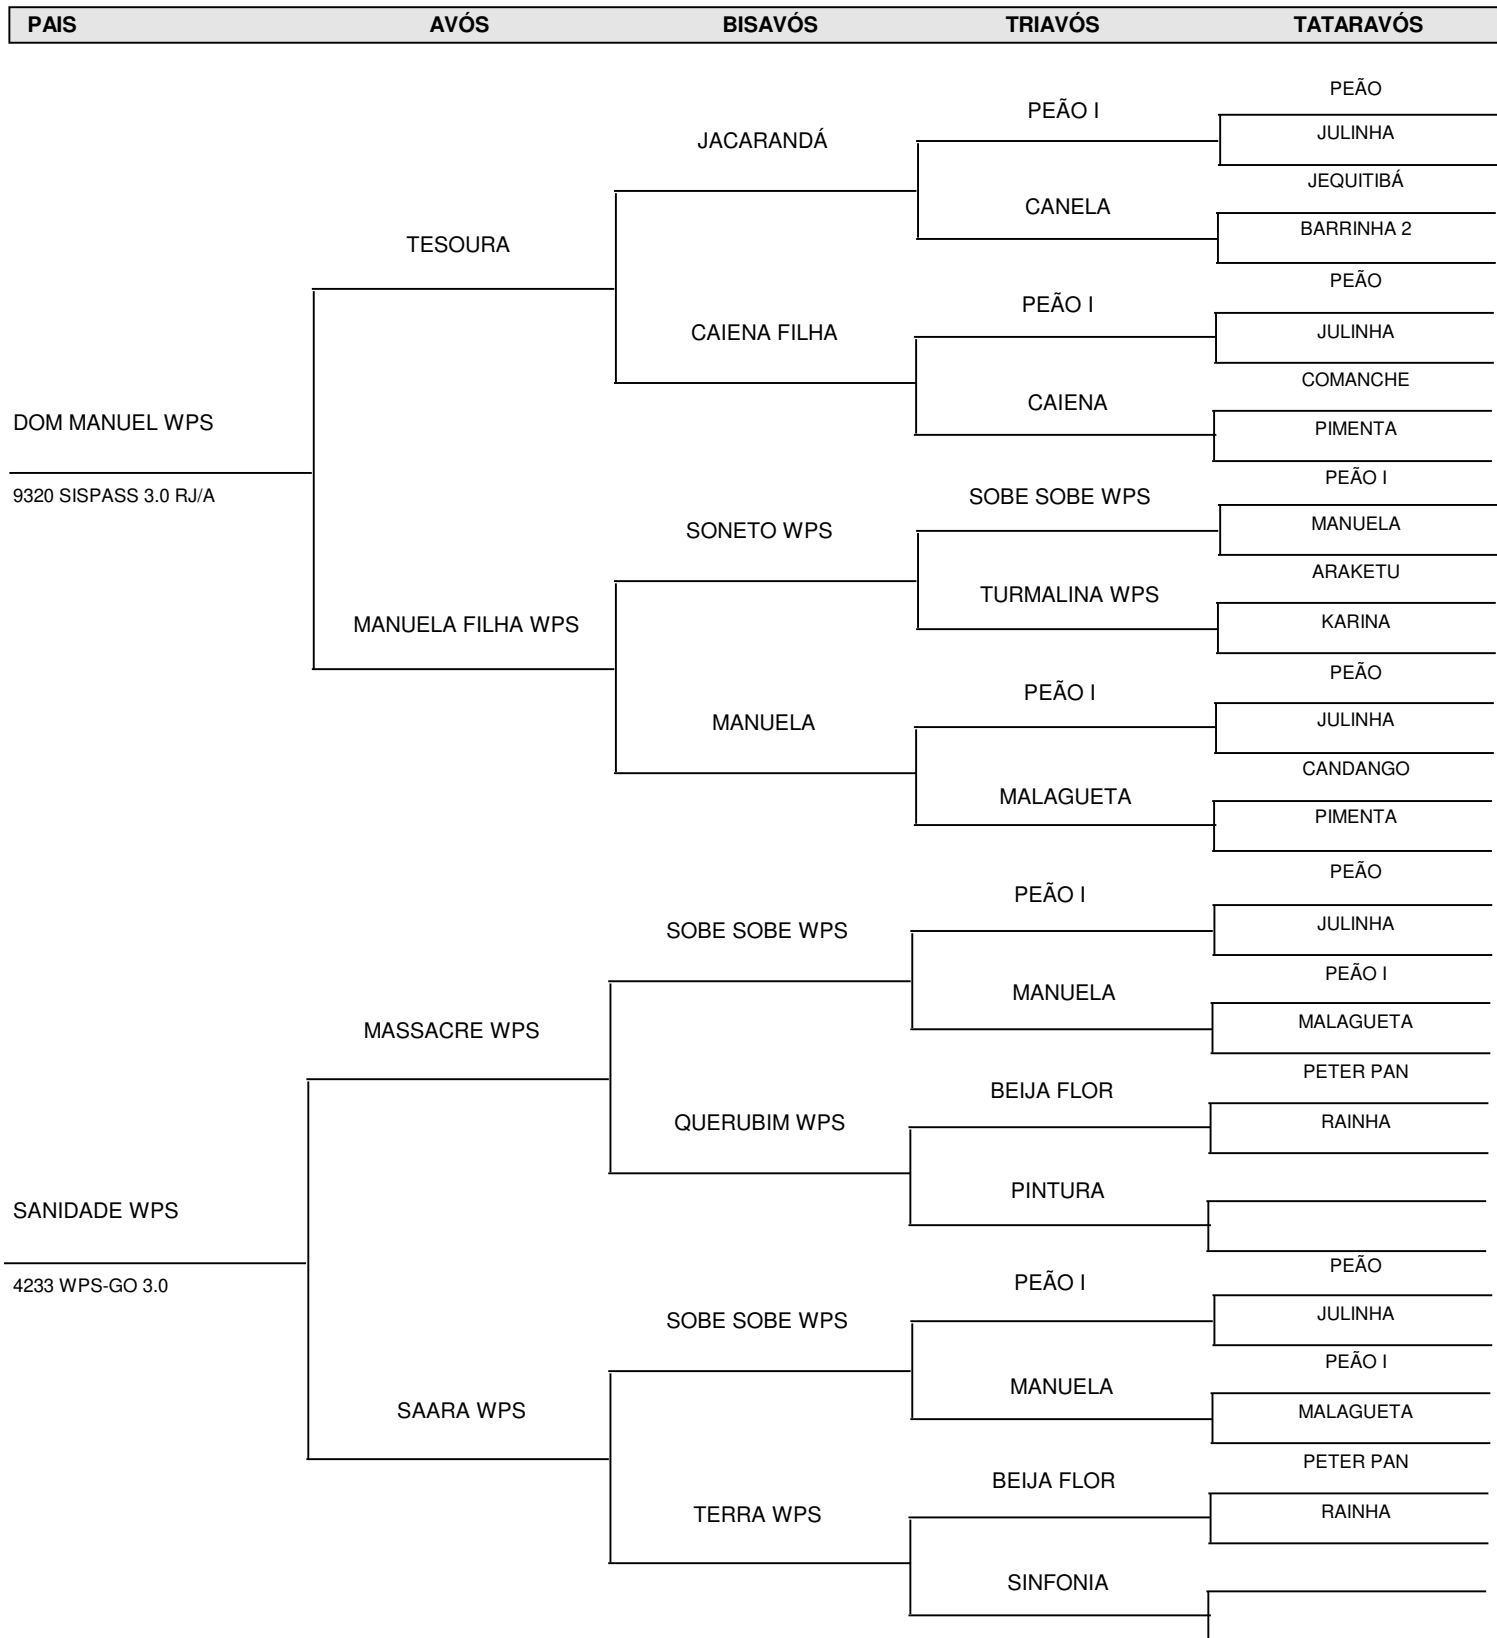 PAIS AVÓS BISAVÓS TRIAVÓS TATARAVÓS
PEÃO
PEÃO I
JULINHA
JACARANDÁ
JEQUITIBÁ
CANELA
BARRINHA 2
TESOURA
PEÃO
PEÃO I
JULINHA
CAIENA FILHA
COMANCHE
CAIENA
DOM MANUEL WPS
PIMENTA
PEÃO I
9320 SISPASS 3.0 RJ/A
SOBE SOBE WPS
MANUELA
SONETO WPS
ARAKETU
TURMALINA WPS
KARINA
MANUELA FILHA WPS
PEÃO
PEÃO I
JULINHA
MANUELA
CANDANGO
MALAGUETA
PIMENTA
PEÃO
PEÃO I
JULINHA
SOBE SOBE WPS
PEÃO I
MANUELA
MALAGUETA
MASSACRE WPS
PETER PAN
BEIJA FLOR
RAINHA
QUERUBIM WPS
PINTURA
SANIDADE WPS
PEÃO
4233 WPS-GO 3.0
PEÃO I
JULINHA
SOBE SOBE WPS
PEÃO I
MANUELA
MALAGUETA
SAARA WPS
PETER PAN
BEIJA FLOR
RAINHA
TERRA WPS
SINFONIA